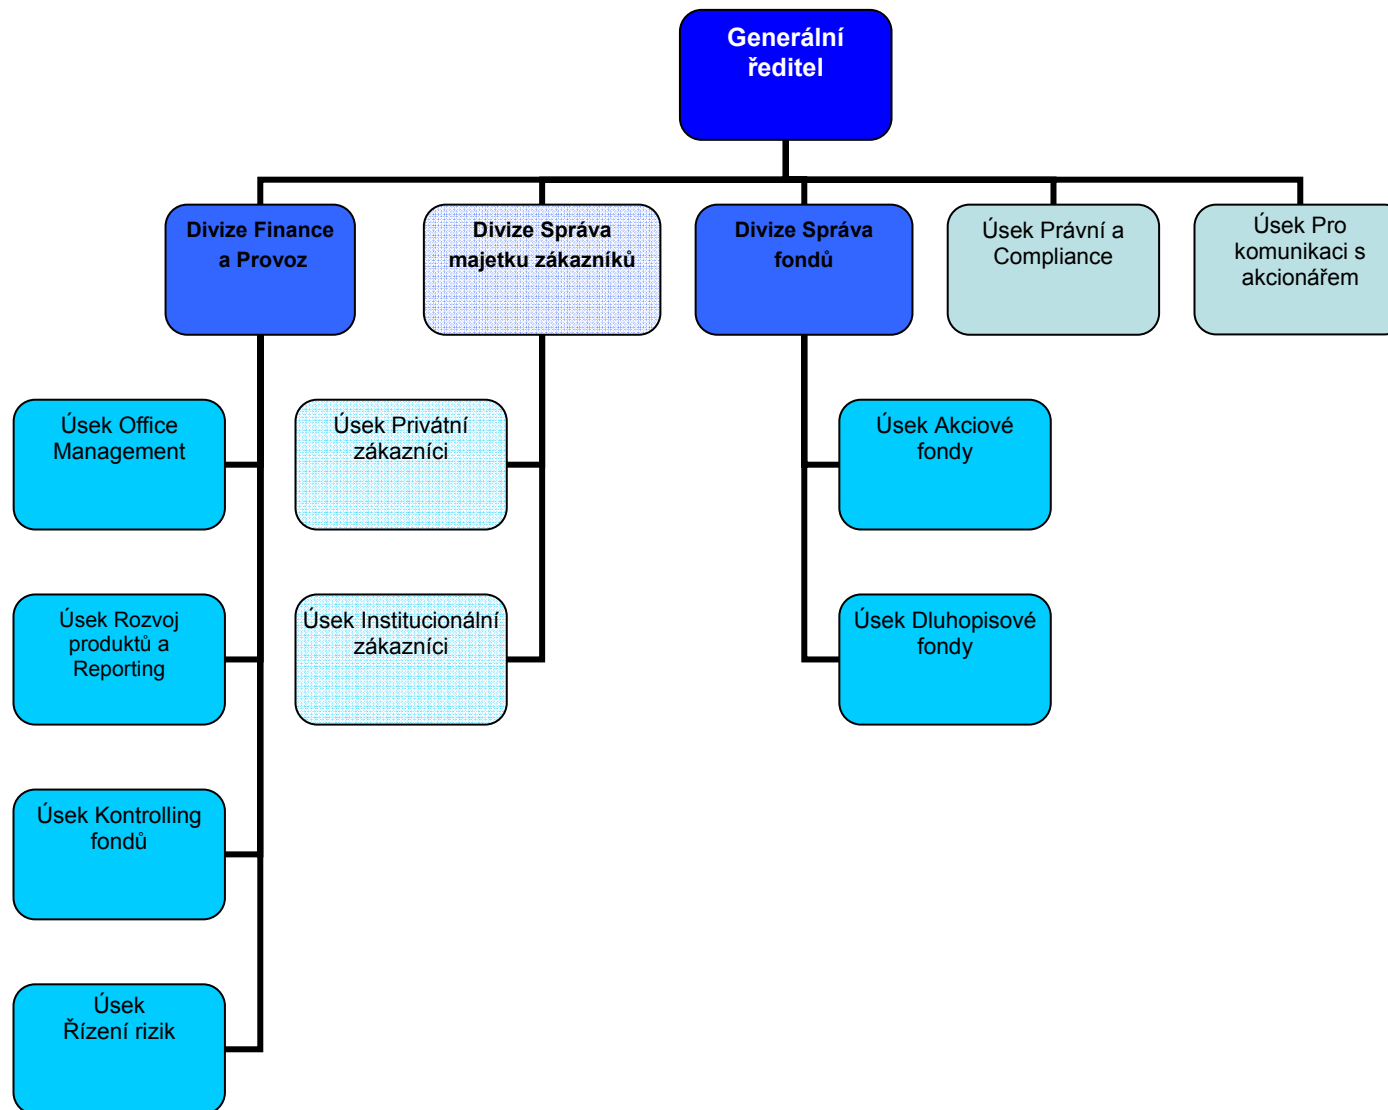 Generální
ředitel
Divize Finance
a Provoz
Divize Správa
majetku zákazníků
Divize Správa
fondů
Úsek Právní a
Compliance
Úsek Pro
komunikaci s
akcionářem
Úsek Office
Management
Úsek Privátní
zákazníci
Úsek Akciové
fondy
Úsek Rozvoj
produktů a
Reporting
Úsek Institucionální
zákazníci
Úsek Dluhopisové
fondy
Úsek Kontrolling
fondů
Úsek
Řízení rizik